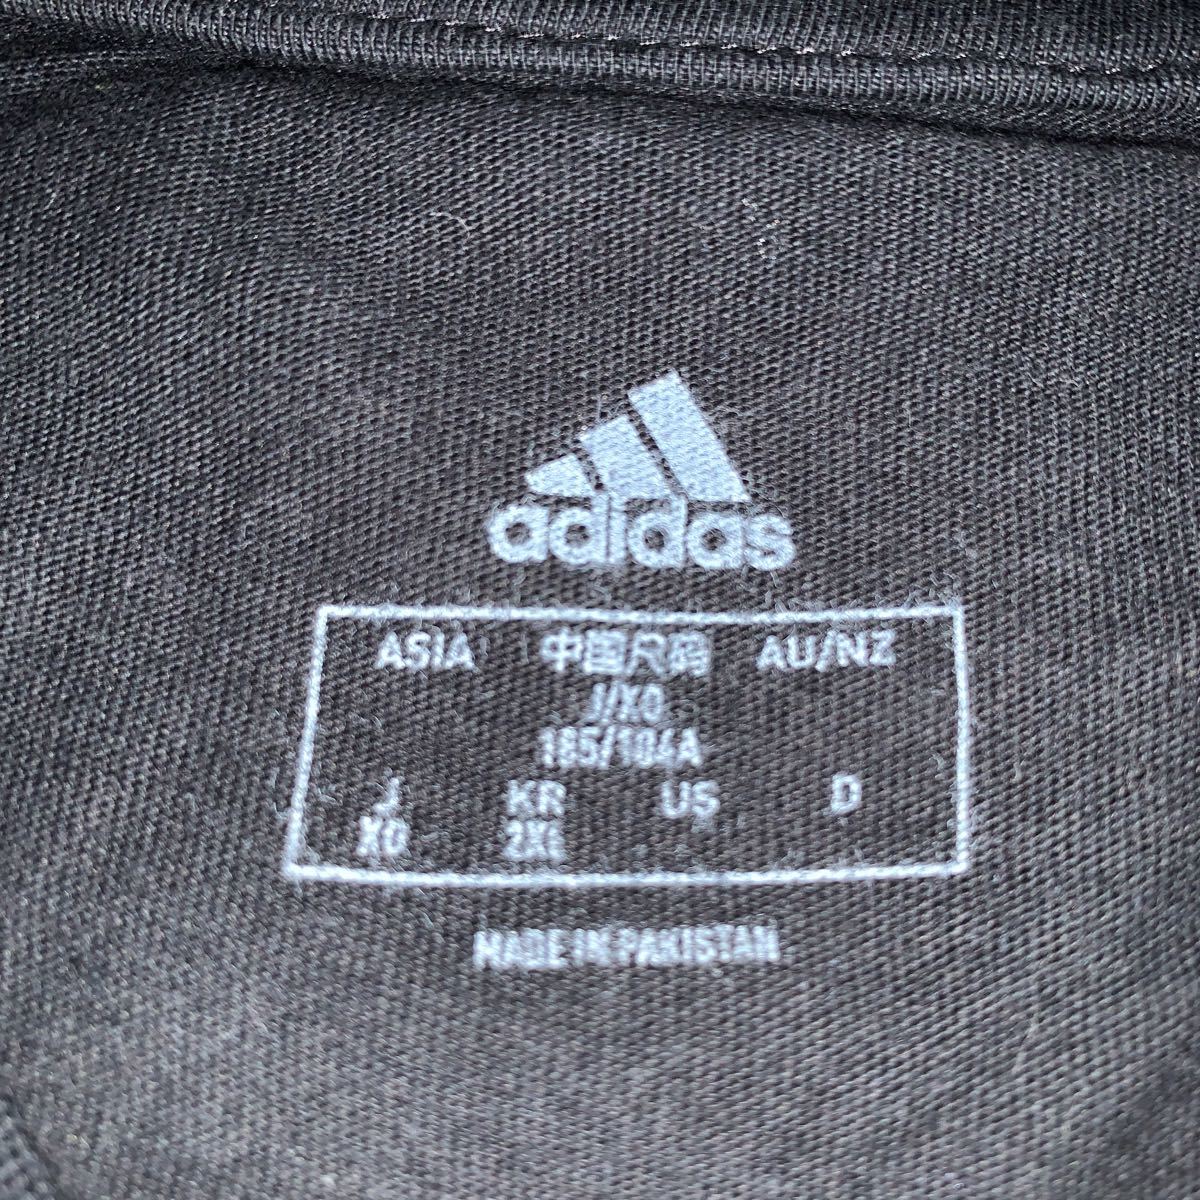 adidas
ASIA 中国尺码 AU/NZ
J/XO
185/104A
J KR US D
XO 2XL
MADE IN PAKISTAN